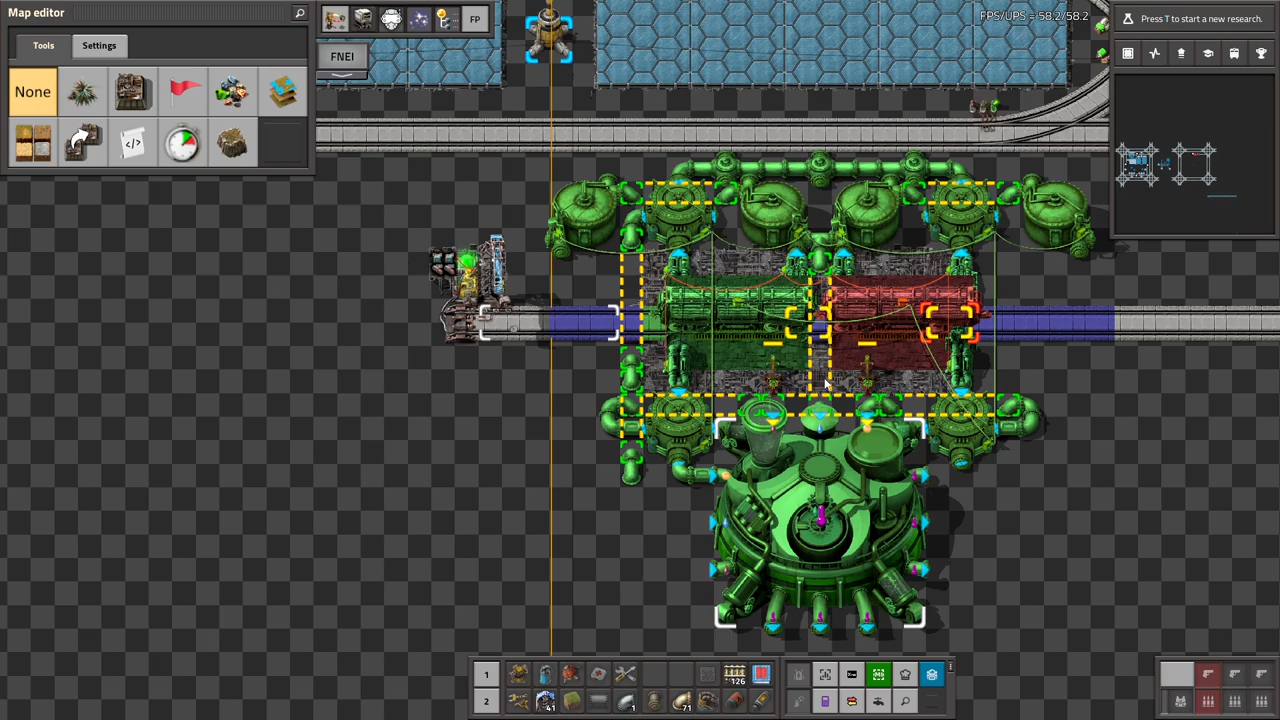 Map editor
Tools
Settings
None
FP
FNEI
FPS/UPS = 58.2/58.2
Press T to start a new research.
1
126
2
41
1
71